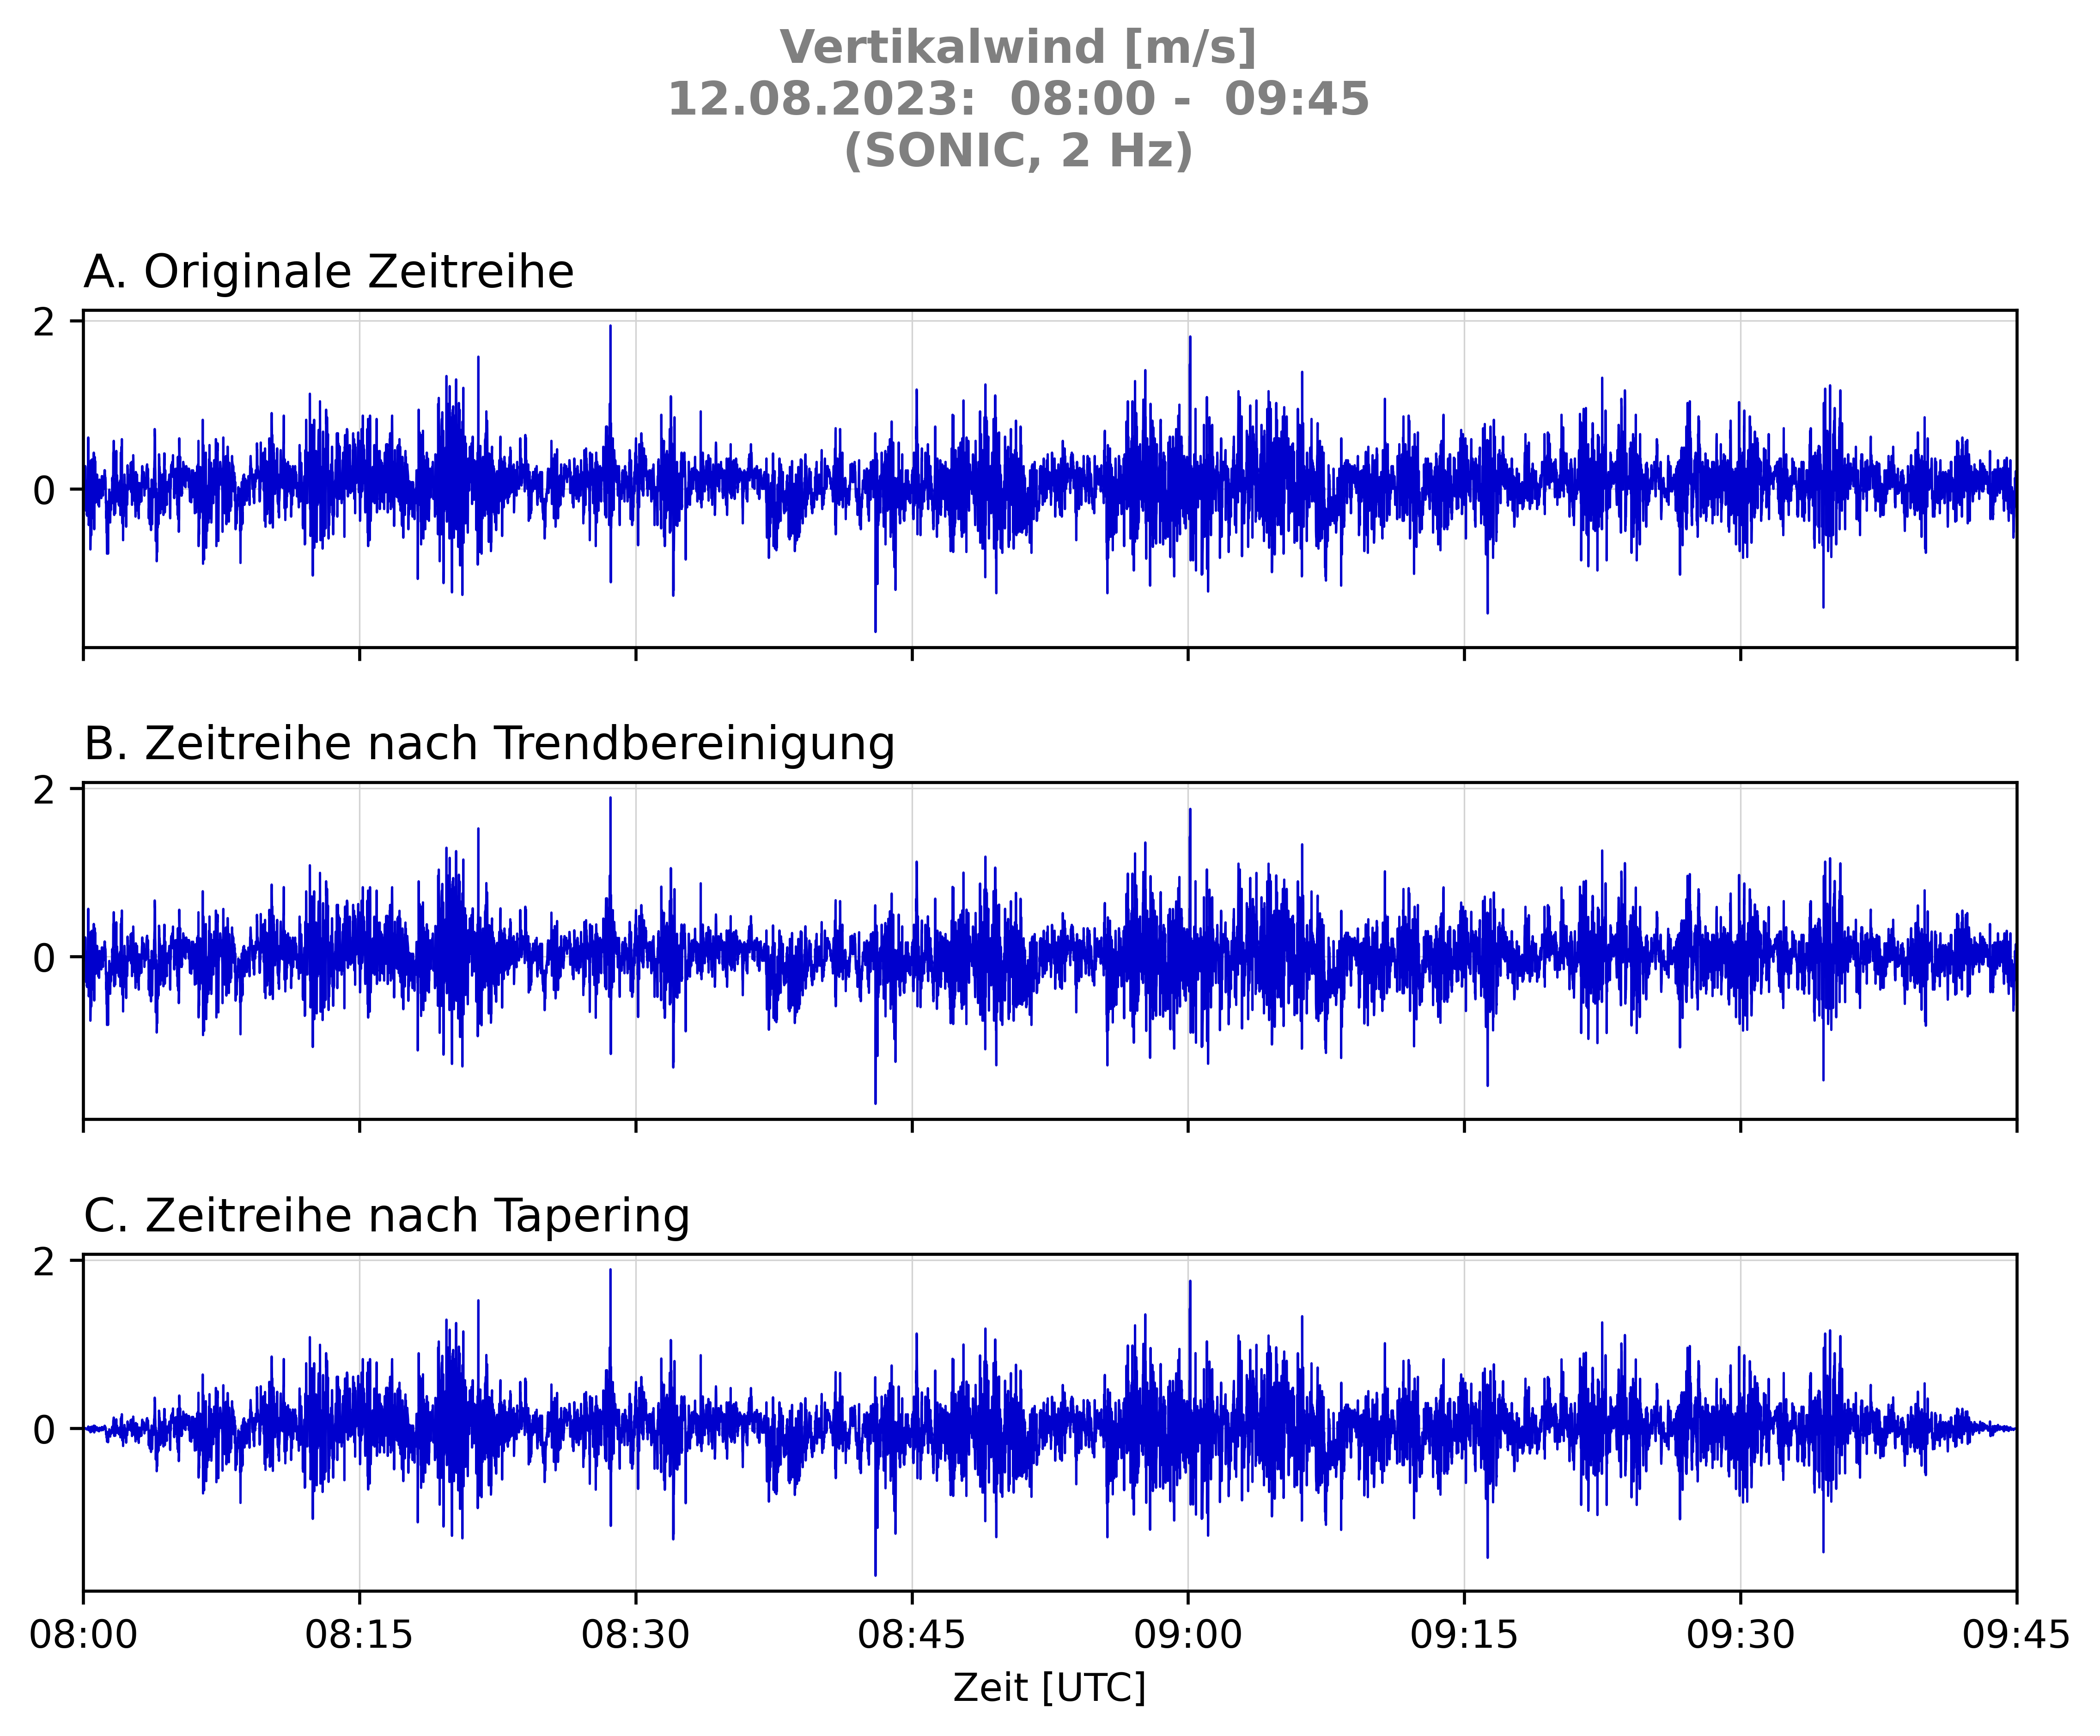 Vertikalwind [m/s]
12.08.2023:  08:00 -  09:45
(SONIC, 2 Hz)
A. Originale Zeitreihe
2
0
B. Zeitreihe nach Trendbereinigung
2
0
C. Zeitreihe nach Tapering
2
0
08:00 08:15 08:30 08:45 09:00 09:15 09:30 09:45
Zeit [UTC]